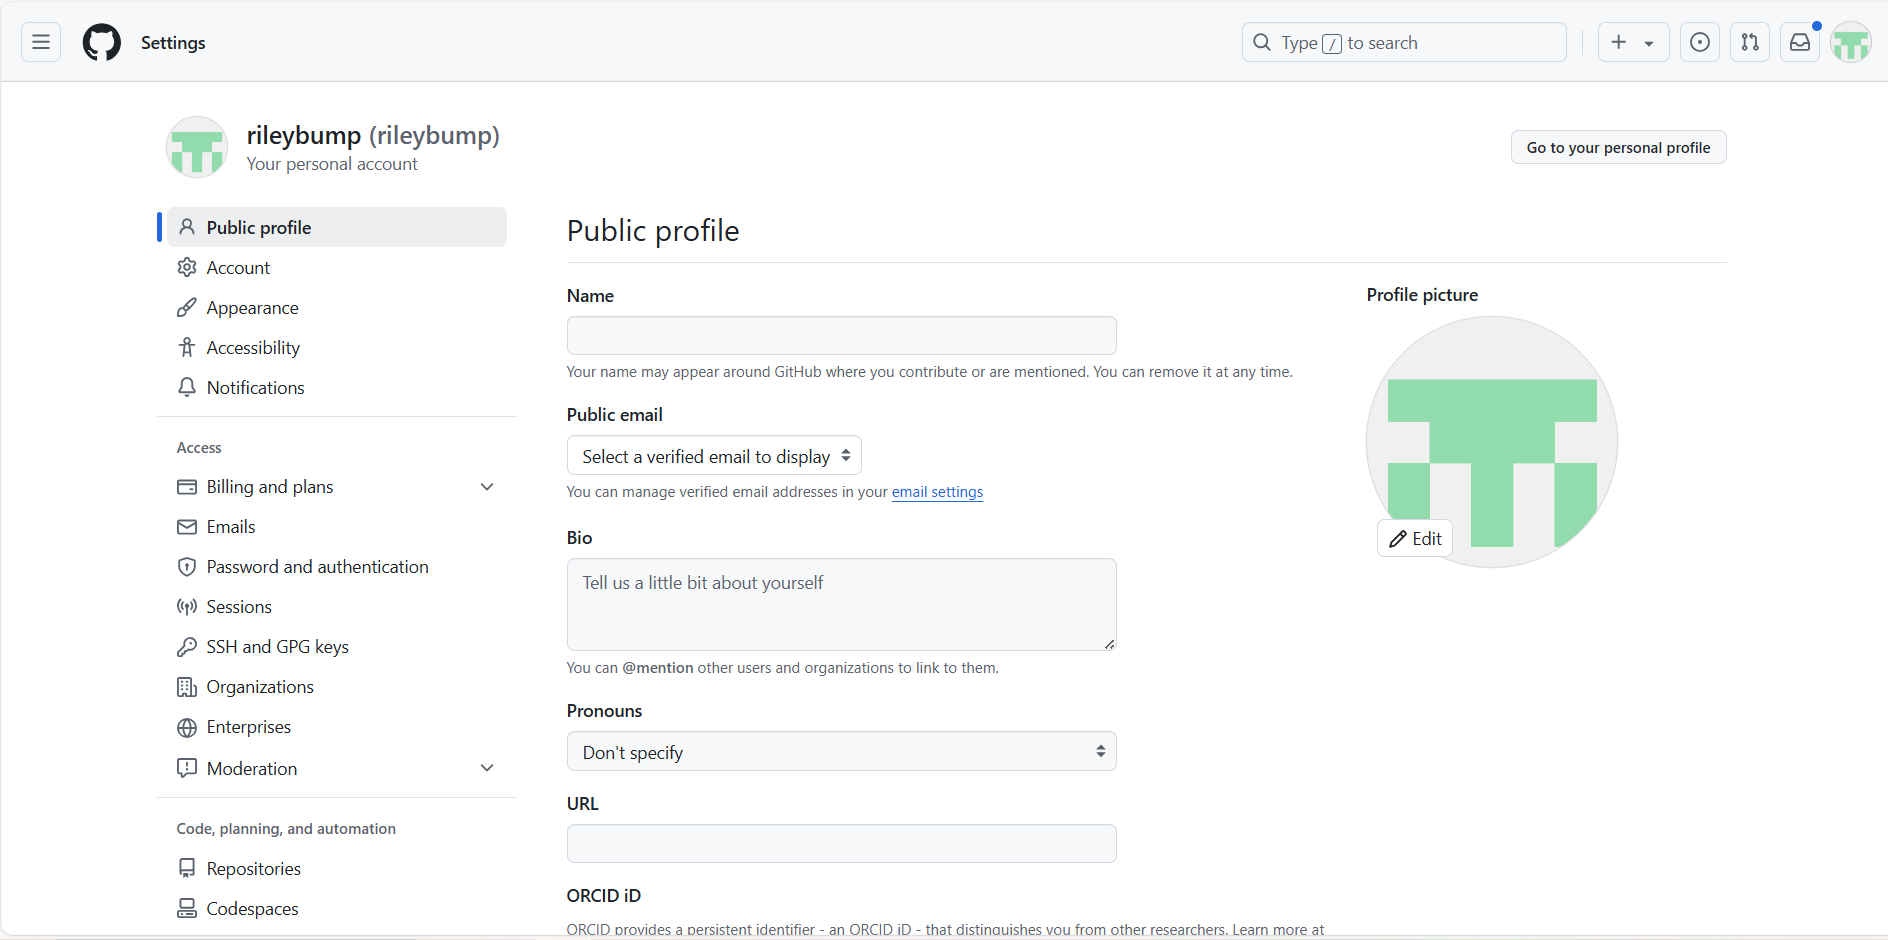 Settings
Type / to search
rileybump (rileybump)
Your personal account
Go to your personal profile
Public profile
Account
Appearance
Accessibility
Notifications
Access
Billing and plans
Emails
Password and authentication
Sessions
SSH and GPG keys
Organizations
Enterprises
Moderation
Code, planning, and automation
Repositories
Codespaces
Public profile
Name
Your name may appear around GitHub where you contribute or are mentioned. You can remove it at any time.
Public email
Select a verified email to display
You can manage verified email addresses in your email settings
Bio
Tell us a little bit about yourself
You can @mention other users and organizations to link to them.
Pronouns
Don't specify
URL
ORCID iD
ORCID provides a persistent identifier - an ORCID iD - that distinguishes you from other researchers. Learn more at
Profile picture
Edit